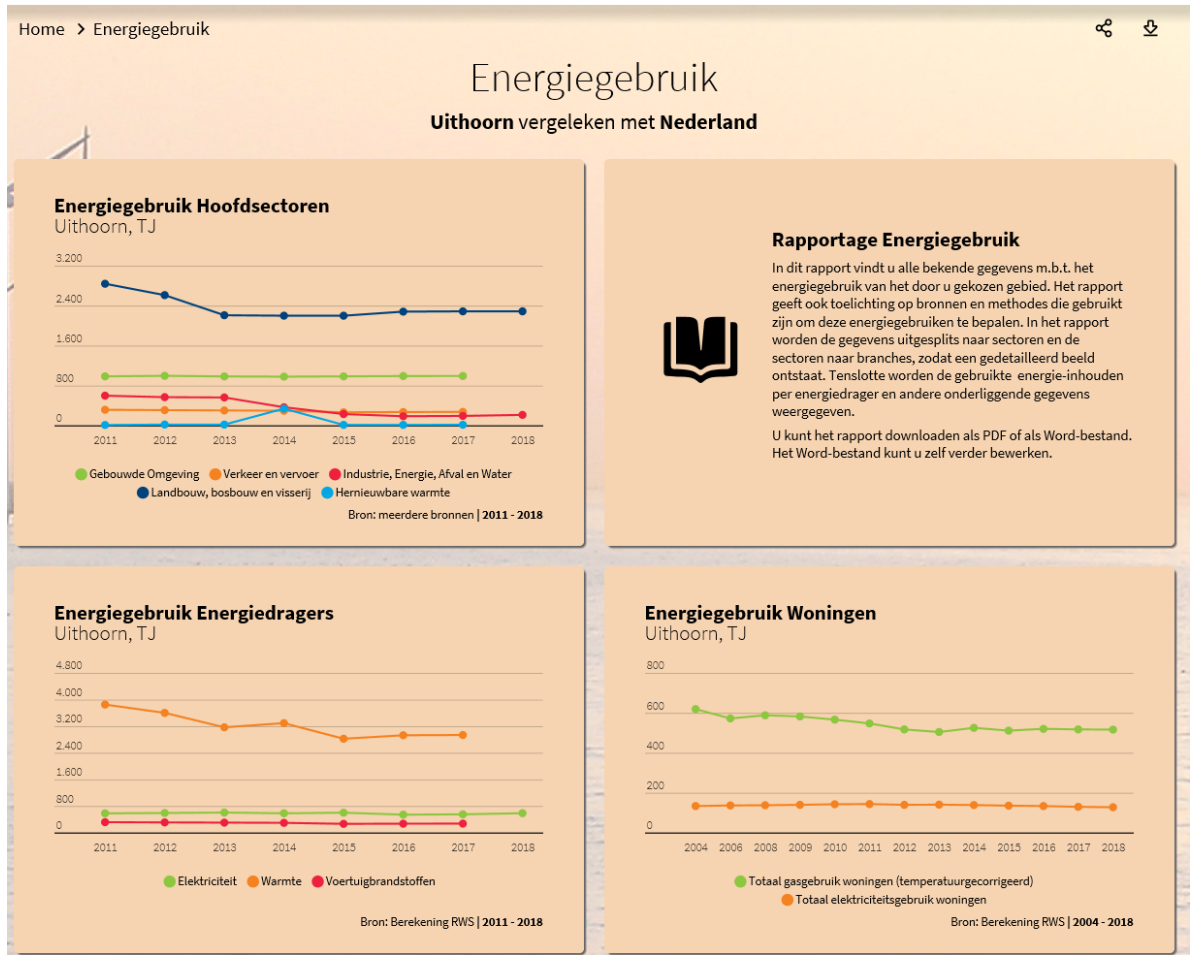 Home > Energiegebruik
Energiegebruik
Uithoorn vergeleken met Nederland
Energiegebruik Hoofdsectoren
Uithoorn, TJ
3.200
2.400
1.600
800
0
2011 2012 2013 2014 2015 2016 2017 2018
Gebouwde Omgeving Verkeer en vervoer Industrie, Energie, Afval en Water
Landbouw, bosbouw en visserij Hernieuwbare warmte
Bron: meerdere bronnen | 2011 - 2018
Rapportage Energiegebruik
In dit rapport vindt u alle bekende gegevens m.b.t. het
energiegebruik van het door u gekozen gebied. Het rapport
geeft ook toelichting op bronnen en methodes die gebruikt
zijn om deze energiegebruiken te bepalen. In het rapport
worden de gegevens uitgesplits naar sectoren en de
sectoren naar branches, zodat een gedetailleerd beeld
ontstaat. Tenslotte worden de gebruikte energie-inhouden
per energiedrager en andere onderliggende gegevens
weergegeven.
U kunt het rapport downloaden als PDF of als Word-bestand.
Het Word-bestand kunt u zelf verder bewerken.
Energiegebruik Energiedragers
Uithoorn, TJ
4.800
4.000
3.200
2.400
1.600
800
0
2011 2012 2013 2014 2015 2016 2017 2018
Elektriciteit Warmte Voertuigbrandstoffen
Bron: Berekening RWS | 2011 - 2018
Energiegebruik Woningen
Uithoorn, TJ
800
600
400
200
0
2004 2006 2008 2009 2010 2011 2012 2013 2014 2015 2016 2017 2018
Totaal gasgebruik woningen (temperatuurgecorrigeerd)
Totaal elektriciteitsgebruik woningen
Bron: Berekening RWS | 2004 - 2018